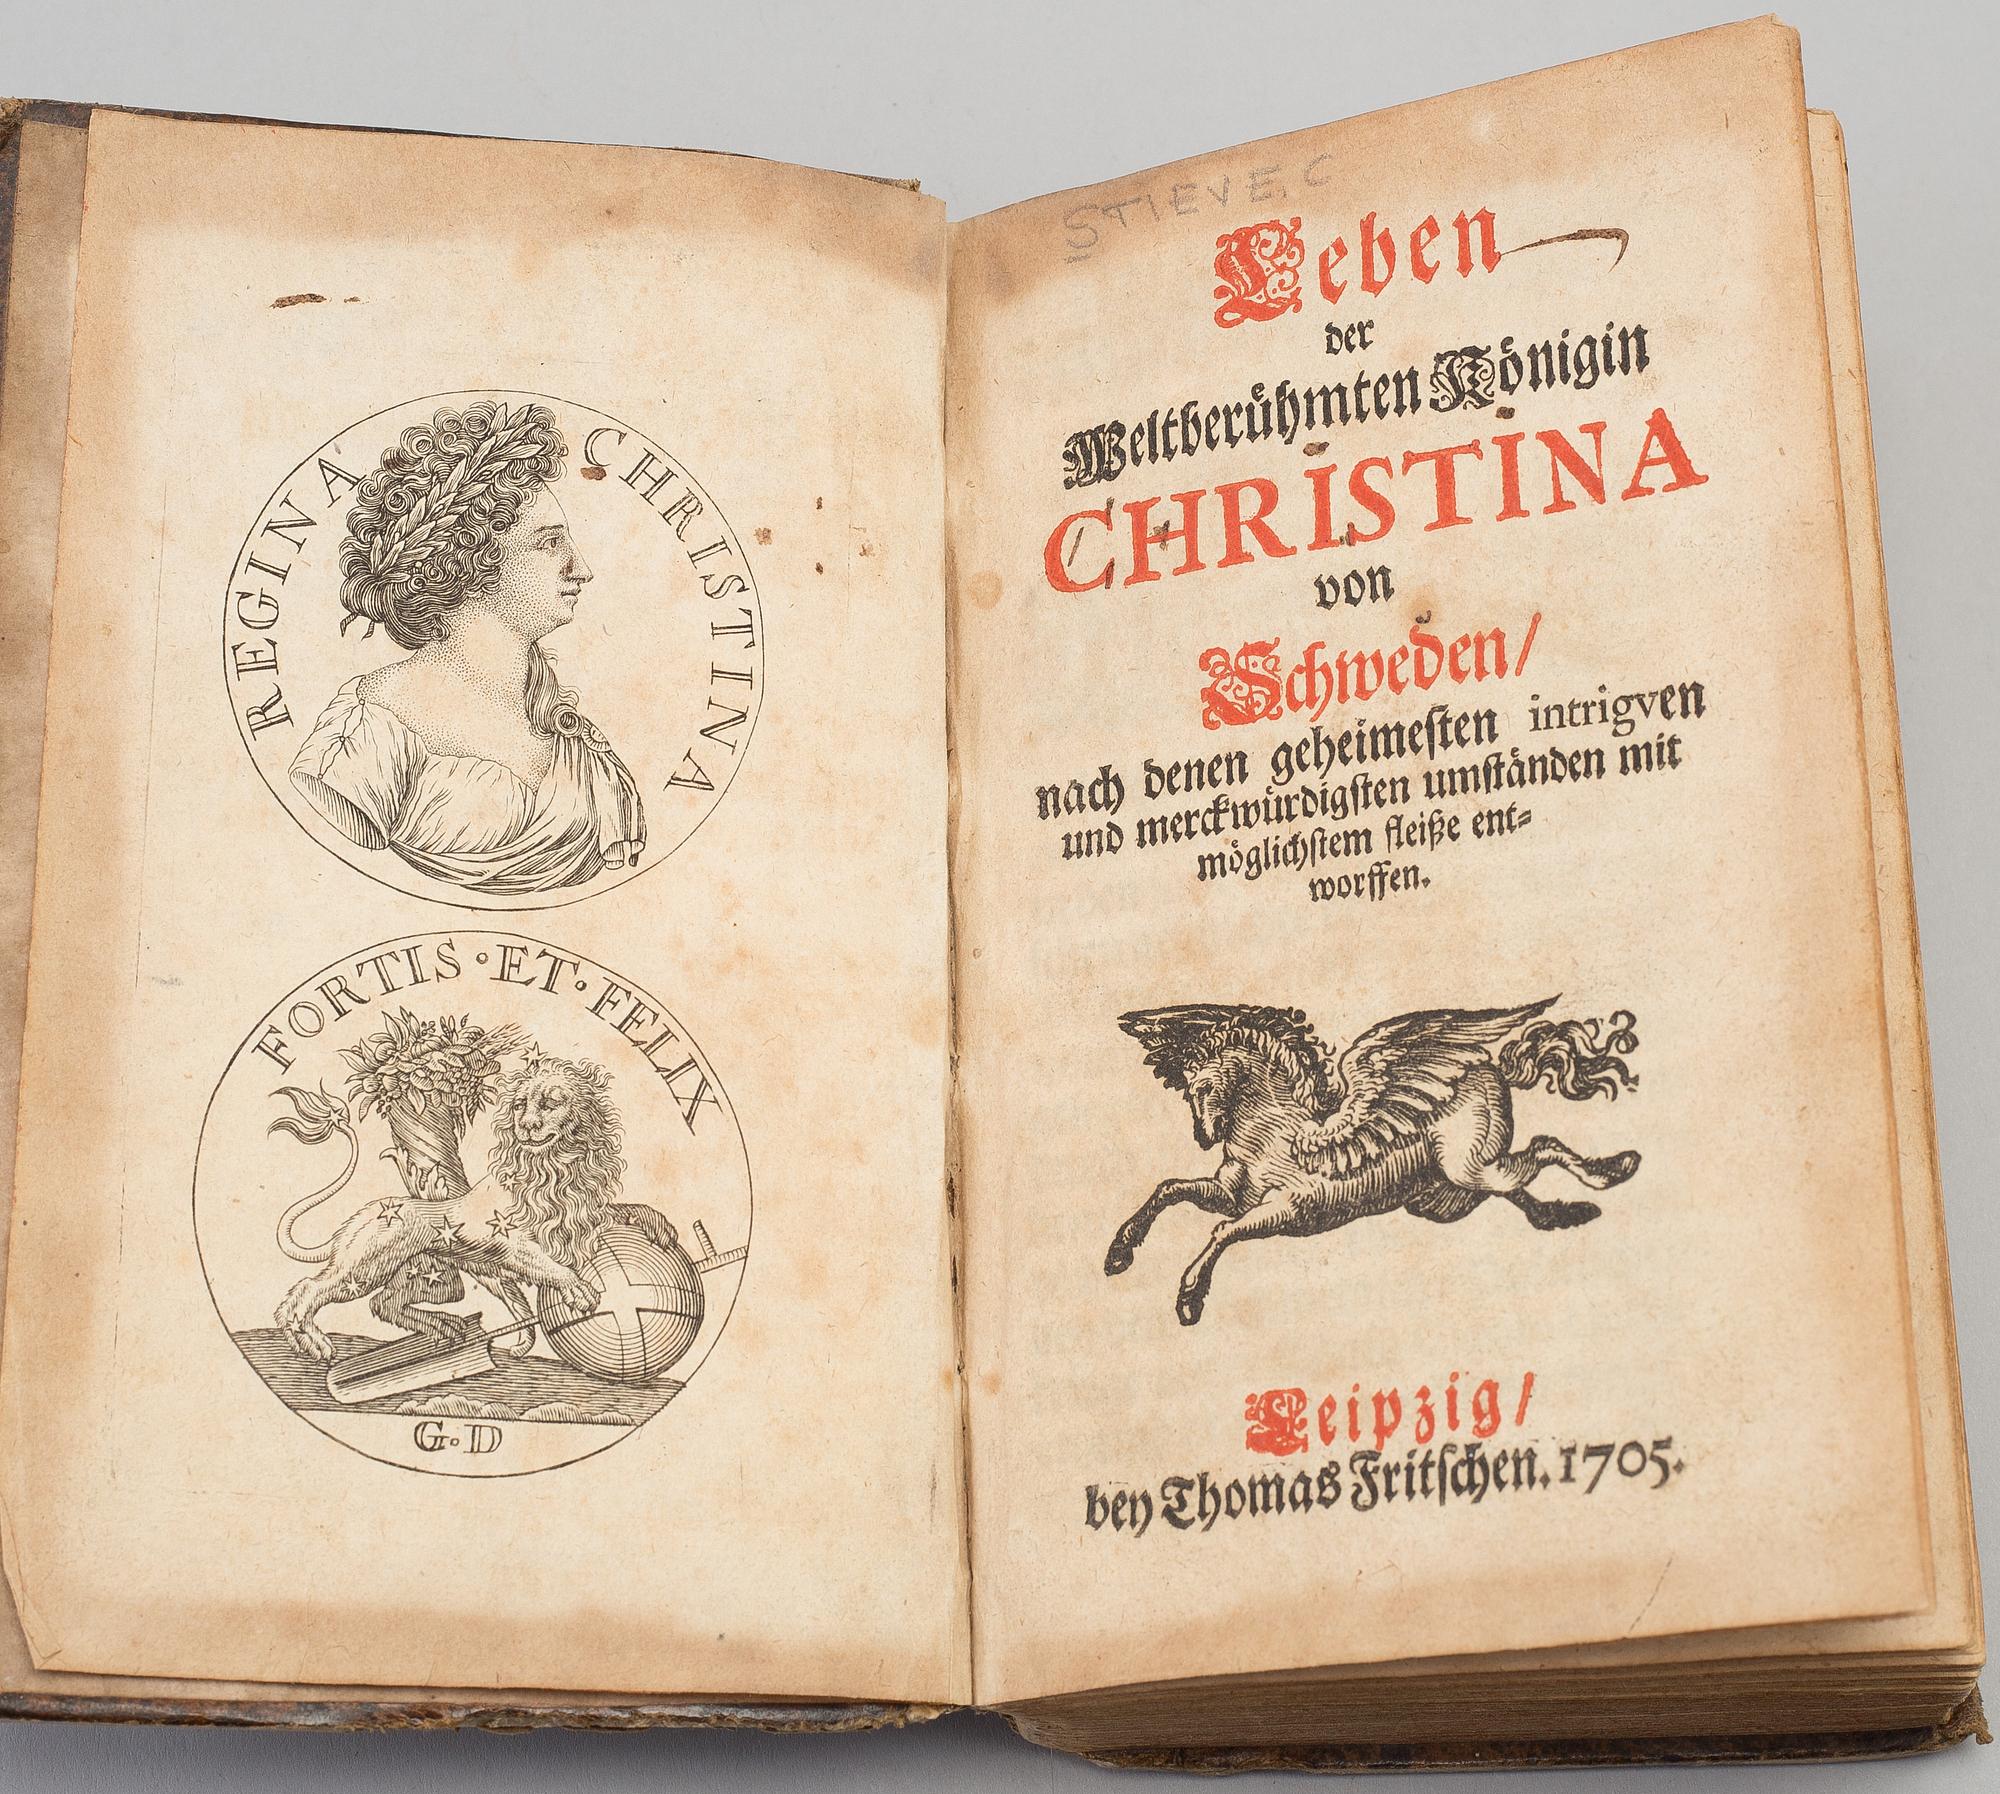 REGINA CHRISTINA
FORTIS · ET · FELIX
G · D
STIEVE, C
Leben
der
Weltberühmten Königin
CHRISTINA
von
Schweden/
nach denen geheimesten intrigven
und merckwürdigsten umständen mit
möglichstem fleiße ent-
worffen.
Leipzig/
bey Thomas Fritschen. 1705.